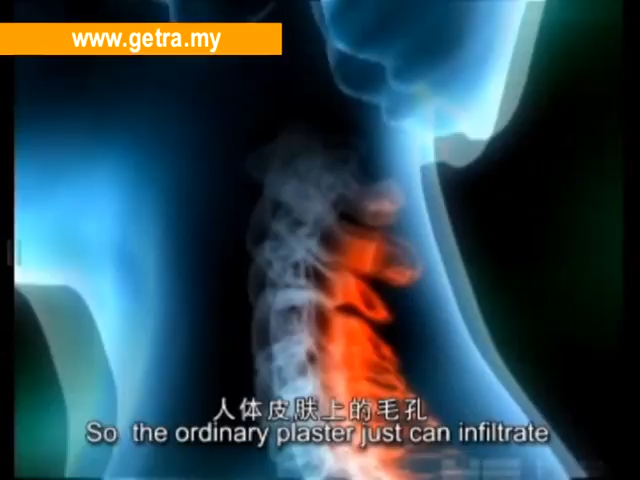 www.getra.my
人体皮肤上的毛孔
So the ordinary plaster just can infiltrate